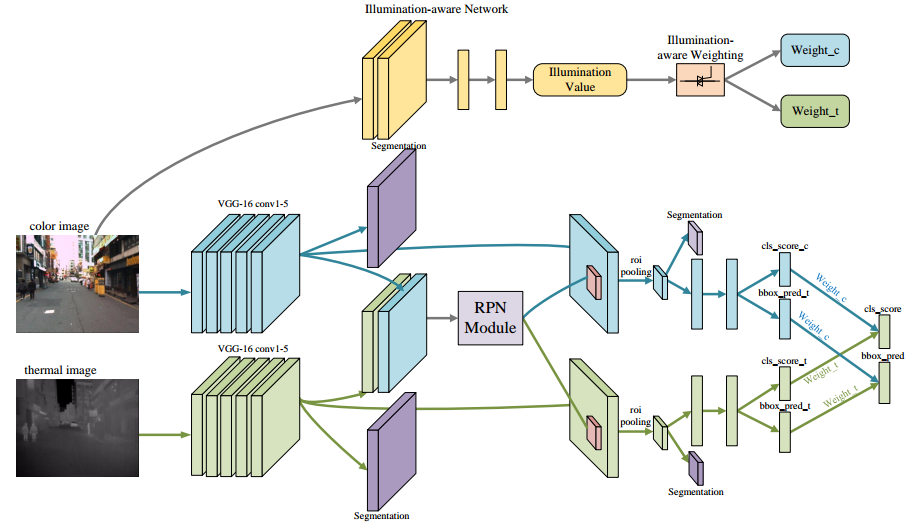 Illumination-aware Network
Illumination-
aware Weighting
Weight_c
Illumination
Value
Weight_t
Segmentation
VGG-16 conv1-5
color image
Segmentation
roi
pooling
cls_score_c
Weight_c
bbox_pred_t
Weight_c
cls_score
RPN
Module
VGG-16 conv1-5
thermal image
cls_score_t
Weight_t
bbox_pred
bbox_pred_t
Weight_t
roi
pooling
Segmentation
Segmentation